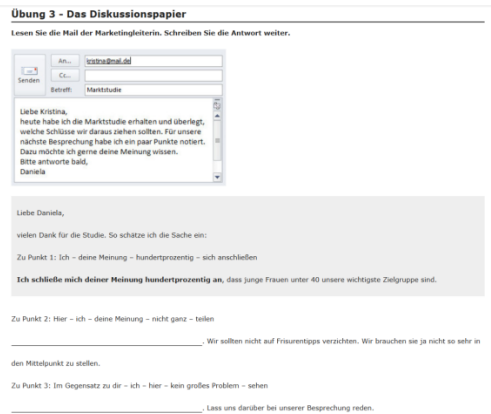 Übung 3 - Das Diskussionspapier
Lesen Sie die Mail der Marketingleiterin. Schreiben Sie die Antwort weiter.
Senden
An...
kristina@mail.de
Cc...
Betreff:
Marktstudie
Liebe Kristina,
heute habe ich die Marktstudie erhalten und überlegt,
welche Schlüsse wir daraus ziehen sollten. Für unsere
nächste Besprechung habe ich ein paar Punkte notiert.
Dazu möchte ich gerne deine Meinung wissen.
Bitte antworte bald,
Daniela
Liebe Daniela,
vielen Dank für die Studie. So schätze ich die Sache ein:
Zu Punkt 1: Ich – deine Meinung – hundertprozentig – sich anschließen
Ich schließe mich deiner Meinung hundertprozentig an, dass junge Frauen unter 40 unsere wichtigste Zielgruppe sind.
Zu Punkt 2: Hier – ich – deine Meinung – nicht ganz – teilen
. Wir sollten nicht auf Frisurentipps verzichten. Wir brauchen sie ja nicht so sehr in
den Mittelpunkt zu stellen.
Zu Punkt 3: Im Gegensatz zu dir – ich – hier – kein großes Problem – sehen
. Lass uns darüber bei unserer Besprechung reden.